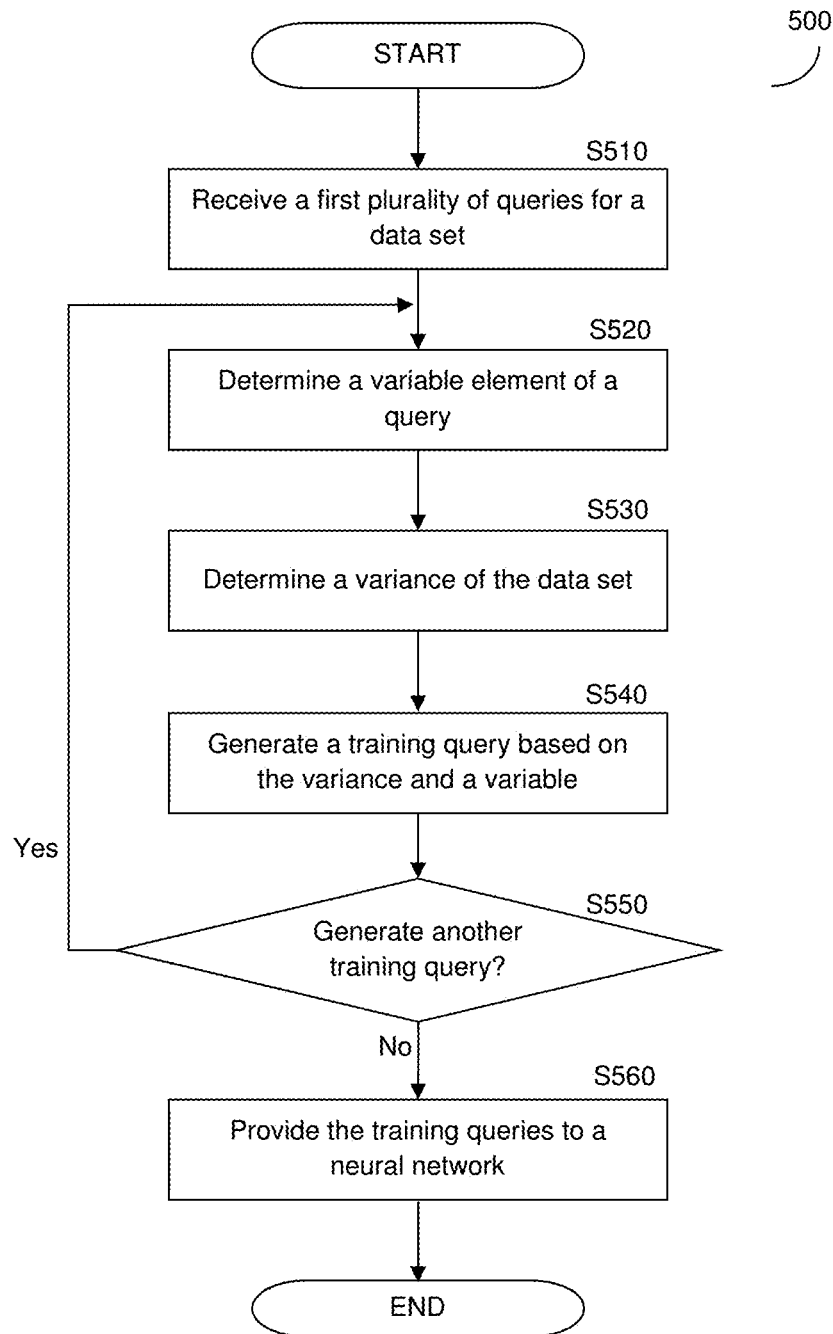 500
START
S510
Receive a first plurality of queries for a
data set
S520
Determine a variable element of a
query
S530
Determine a variance of the data set
S540
Generate a training query based on
the variance and a variable
Yes
S550
Generate another
training query?
No
S560
Provide the training queries to a
neural network
END